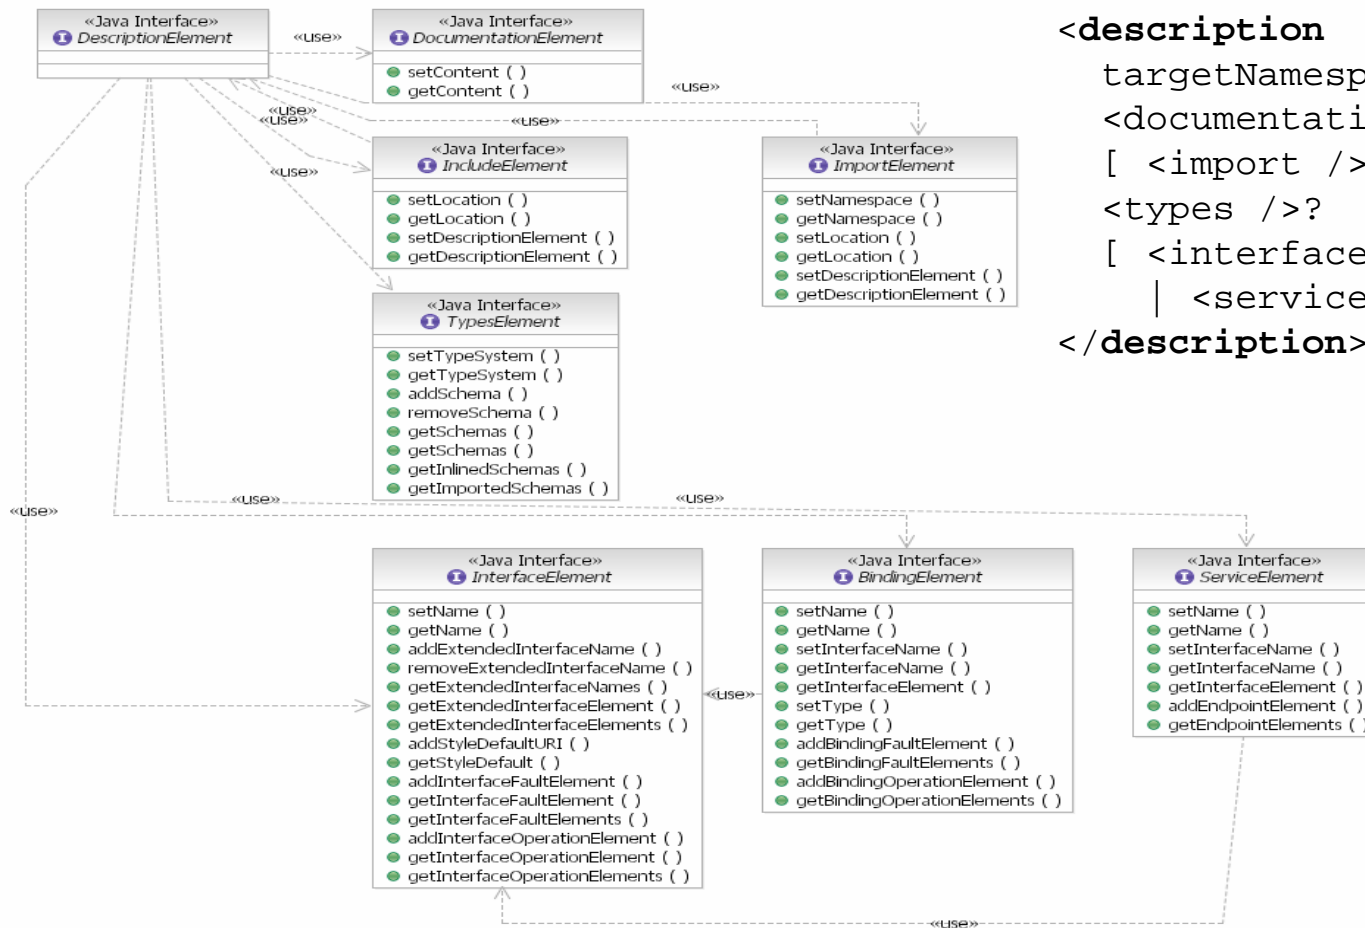 «Java Interface»
DescriptionElement
«use»
«Java Interface»
DocumentationElement
setContent ( )
getContent ( )
«use»
«use»
«use»
«use»
«use»
«Java Interface»
IncludeElement
setLocation ( )
getLocation ( )
setDescriptionElement ( )
getDescriptionElement ( )
«Java Interface»
ImportElement
setNamespace ( )
getNamespace ( )
setLocation ( )
getLocation ( )
setDescriptionElement ( )
getDescriptionElement ( )
«Java Interface»
TypesElement
setTypeSystem ( )
getTypeSystem ( )
addSchema ( )
removeSchema ( )
getSchemas ( )
getSchemas ( )
getInlinedSchemas ( )
getImportedSchemas ( )
«use»
«use»
«use»
«Java Interface»
InterfaceElement
setName ( )
getName ( )
addExtendedInterfaceName ( )
removeExtendedInterfaceName ( )
getExtendedInterfaceNames ( )
getExtendedInterfaceElement ( )
getExtendedInterfaceElements ( )
addStyleDefaultURI ( )
getStyleDefault ( )
addInterfaceFaultElement ( )
getInterfaceFaultElement ( )
getInterfaceFaultElements ( )
addInterfaceOperationElement ( )
getInterfaceOperationElement ( )
getInterfaceOperationElements ( )
«use»
«Java Interface»
BindingElement
setName ( )
getName ( )
setInterfaceName ( )
getInterfaceName ( )
getInterfaceElement ( )
setType ( )
getType ( )
addBindingFaultElement ( )
getBindingFaultElements ( )
addBindingOperationElement ( )
getBindingOperationElements ( )
«Java Interface»
ServiceElement
setName ( )
getName ( )
setInterfaceName ( )
getInterfaceName ( )
getInterfaceElement ( )
addEndpointElement ( )
getEndpointElements ( )
«use»
<description
targetNamesp
<documentati
[ <import />
<types />?
[ <interface
| <service
</description>